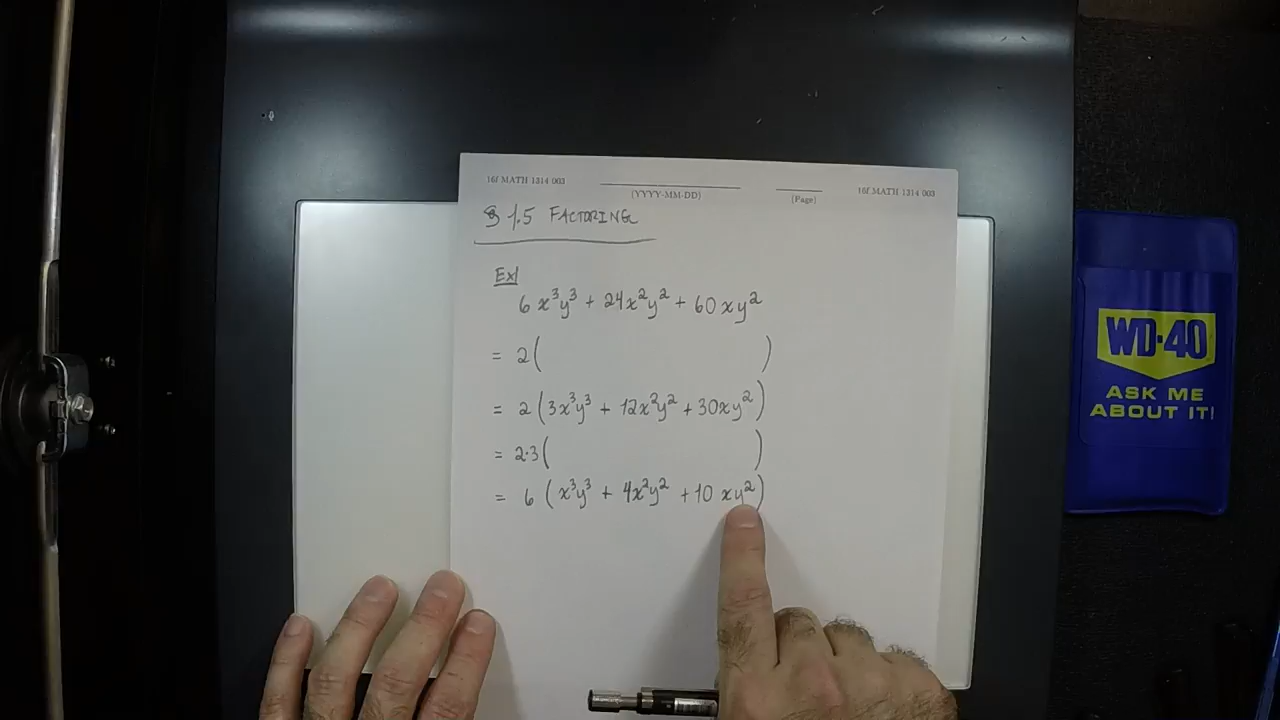 16f MATH 1314 003 [YYYY-MM-DD] [Page] 16f MATH 1314 003
§ 1.5 FACTORING
Ex1
6x³y³ + 24x²y² + 60xy²
= 2( )
= 2(3x³y³ + 12x²y² + 30xy²)
= 2·3( )
= 6(x³y³ + 4x²y² + 10xy²)
WD-40
ASK ME
ABOUT IT!